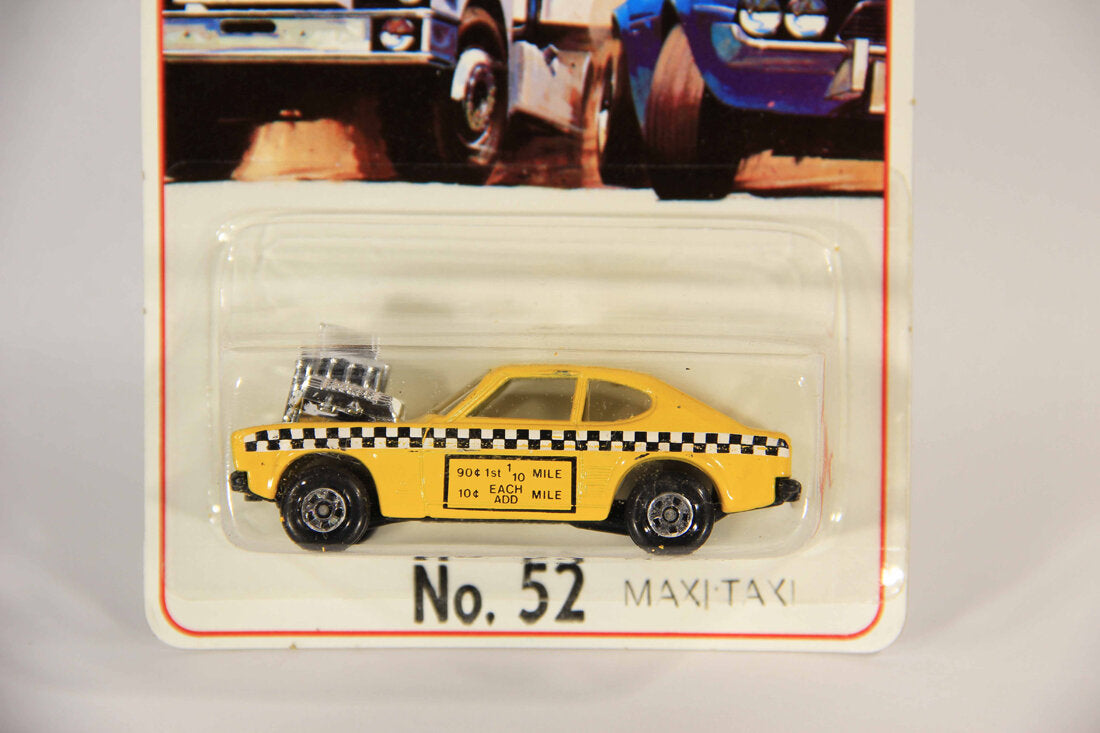 90¢ 1st 1/10 MILE
10¢ EACH ADD MILE
No. 52 MAXI·TAXI